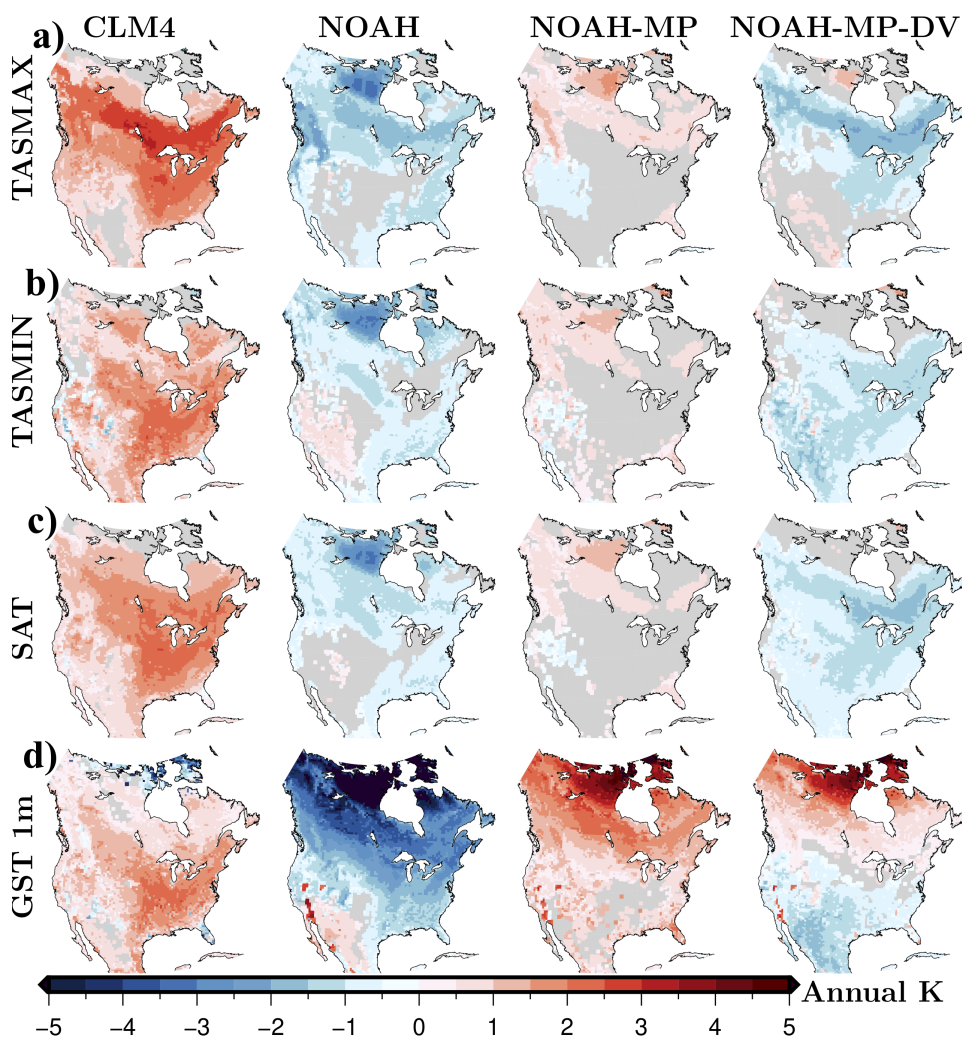 CLM4 NOAH NOAH-MP NOAH-MP-DV
a)
TASMAX
b)
TASMIN
c)
SAT
d)
GST 1m
Annual K
−5 −4 −3 −2 −1 0 1 2 3 4 5